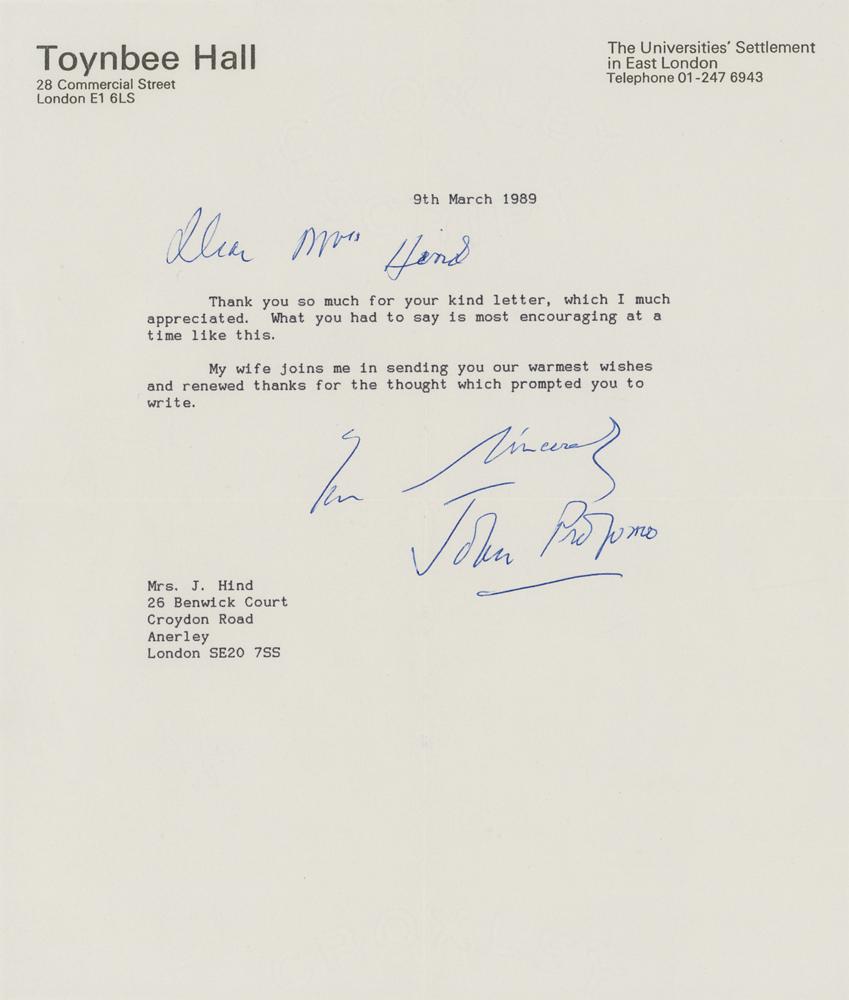 Toynbee Hall
28 Commercial Street
London E1 6LS
The Universities' Settlement
in East London
Telephone 01-247 6943
9th March 1989
Dear Mrs Hind
Thank you so much for your kind letter, which I much
appreciated. What you had to say is most encouraging at a
time like this.
My wife joins me in sending you our warmest wishes
and renewed thanks for the thought which prompted you to
write.
Sincerely
John Profumo
Mrs. J. Hind
26 Benwick Court
Croydon Road
Anerley
London SE20 7SS